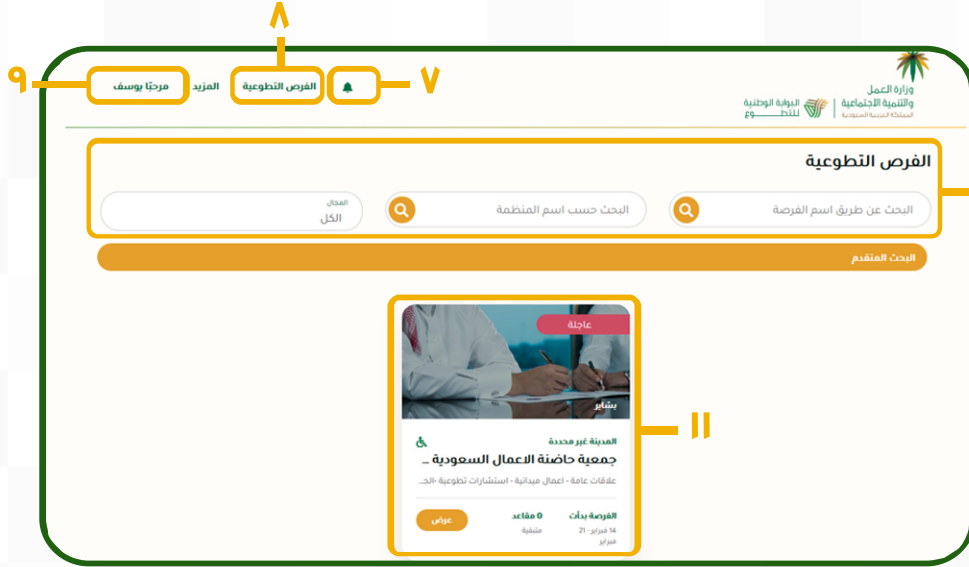 ٨
٩
مرحبًا يوسف
المزيد
الفرص التطوعية
٧
وزارة العمل
والتنمية الاجتماعية
المملكة العربية السعودية
البوابة الوطنية
للتطـــوع
الفرص التطوعية
البحث عن طريق اسم الفرصة
البحث حسب اسم المنظمة
المجال
الكل
البحث المتقدم
عاجلة
بشاير
١١
المدينة غير محددة
جمعية حاضنة الاعمال السعودية ...
علاقات عامة - اعمال ميدانية - استشارات تطوعية -الجـ...
الفرصة بدأت
14 فبراير - 21
فبراير
0 مقاعد
متبقية
عرض